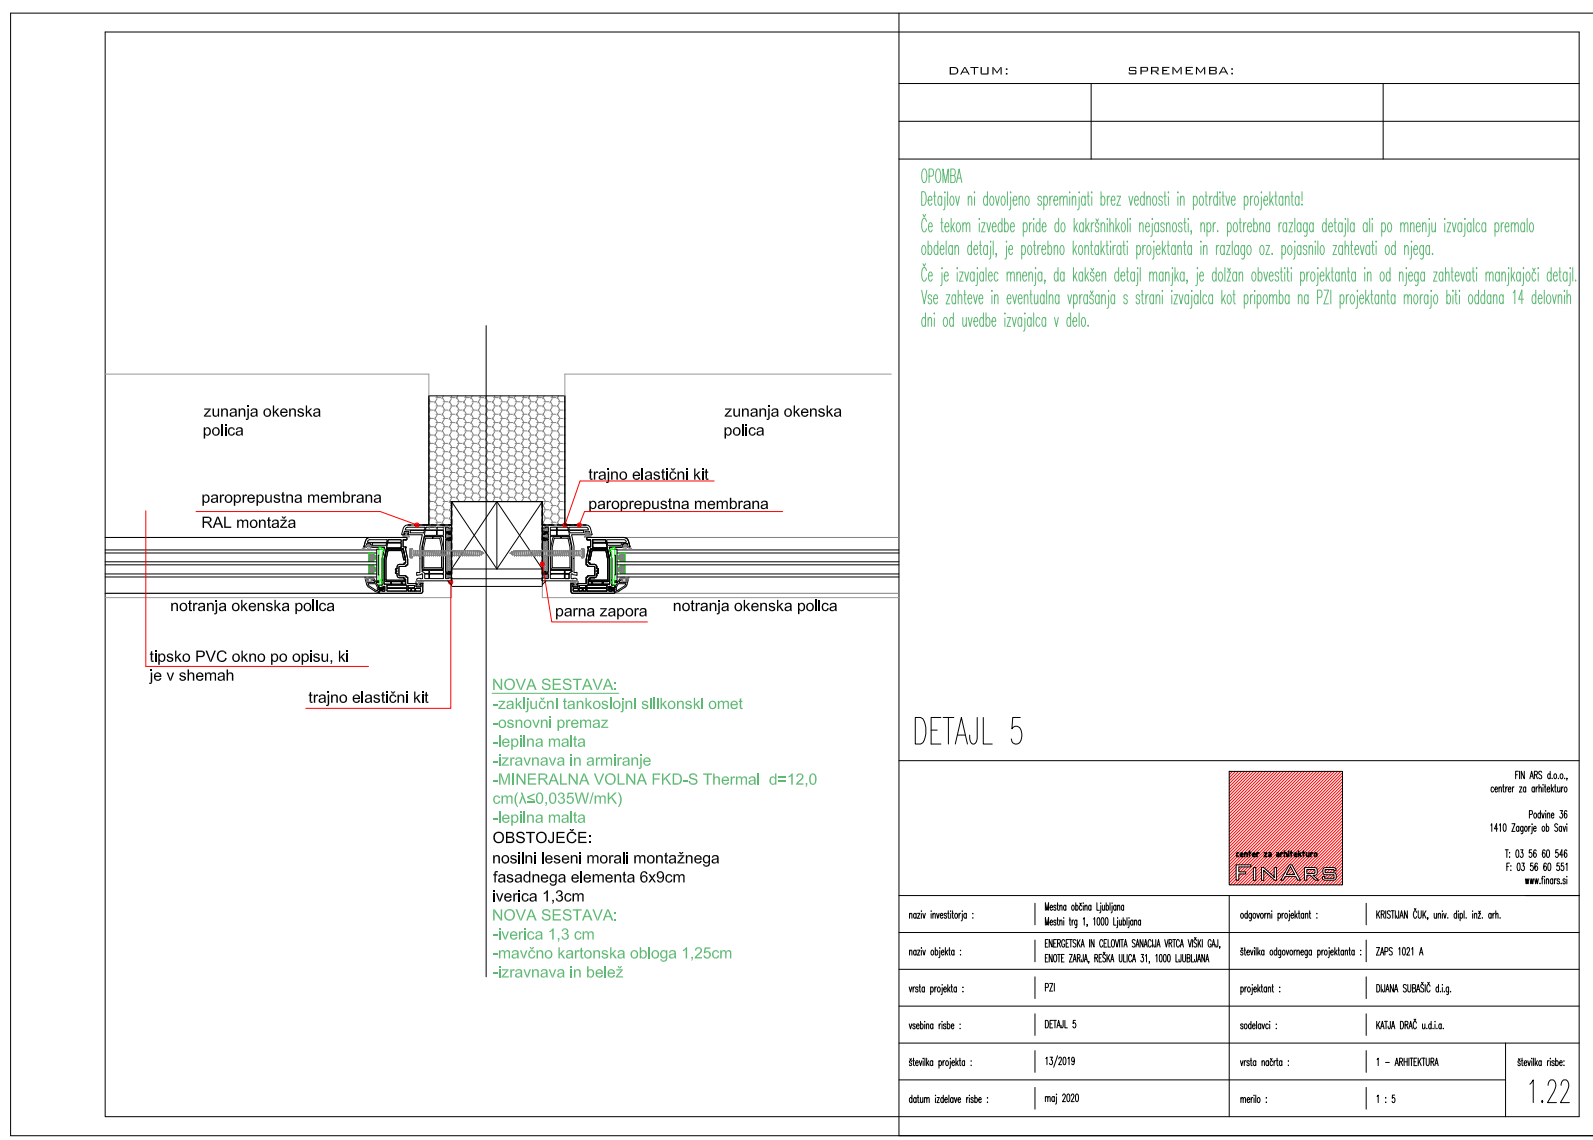 DATUM: SPREMEMBA:
OPOMBA
Detajlov ni dovoljeno spreminjati brez vednosti in potrditve projektanta!
Če tekom izvedbe pride do kakršnihkoli nejasnosti, npr. potrebna razlaga detajla ali po mnenju izvajalca premalo
obdelan detajl, je potrebno kontaktirati projektanta in razlago oz. pojasnilo zahtevati od njega.
Če je izvajalec mnenja, da kakšen detajl manjka, je dolžan obvestiti projektanta in od njega zahtevati manjkajoči detajl.
Vse zahteve in eventualna vprašanja s strani izvajalca kot pripomba na PZI projektanta morajo biti oddana 14 delovnih
dni od uvedbe izvajalca v delo.
zunanja okenska
polica
zunanja okenska
polica
trajno elastični kit
paroprepustna membrana
paroprepustna membrana
RAL montaža
notranja okenska polica
parna zapora
notranja okenska polica
tipsko PVC okno po opisu, ki
je v shemah
trajno elastični kit
NOVA SESTAVA:
-zaključni tankoslojni silikonski omet
-osnovni premaz
-lepilna malta
-izravnava in armiranje
-MINERALNA VOLNA FKD-S Thermal d=12,0
cm(λ≤0,035W/mK)
-lepilna malta
OBSTOJEČE:
nosilni leseni morali montažnega
fasadnega elementa 6x9cm
iverica 1,3cm
NOVA SESTAVA:
-iverica 1,3 cm
-mavčno kartonska obloga 1,25cm
-izravnava in belež
DETAJL 5
center za arhitekturo
FINARS
FIN ARS d.o.o.,
centrer za arhitekturo
Podvine 36
1410 Zagorje ob Savi
T: 03 56 60 546
F: 03 56 60 551
www.finars.si
naziv investitorja : Mestna občina Ljubljana
Mestni trg 1, 1000 Ljubljana
odgovorni projektant : KRISTIJAN ČUK, univ. dipl. inž. arh.
naziv objekta : ENERGETSKA IN CELOVITA SANACIJA VRTCA VIŠKI GAJ,
ENOTE ZARJA, REŠKA ULICA 31, 1000 LJUBLJANA
številka odgovornega projektanta : ZAPS 1021 A
vrsta projekta : PZI
projektant : DIJANA SUBAŠIČ d.i.g.
vsebina risbe : DETAJL 5
sodelavci : KATJA DRAČ u.d.i.a.
številka projekta : 13/2019
vrsta načrta : 1 - ARHITEKTURA
številka risbe:
1.22
datum izdelave risbe : maj 2020
merilo : 1 : 5